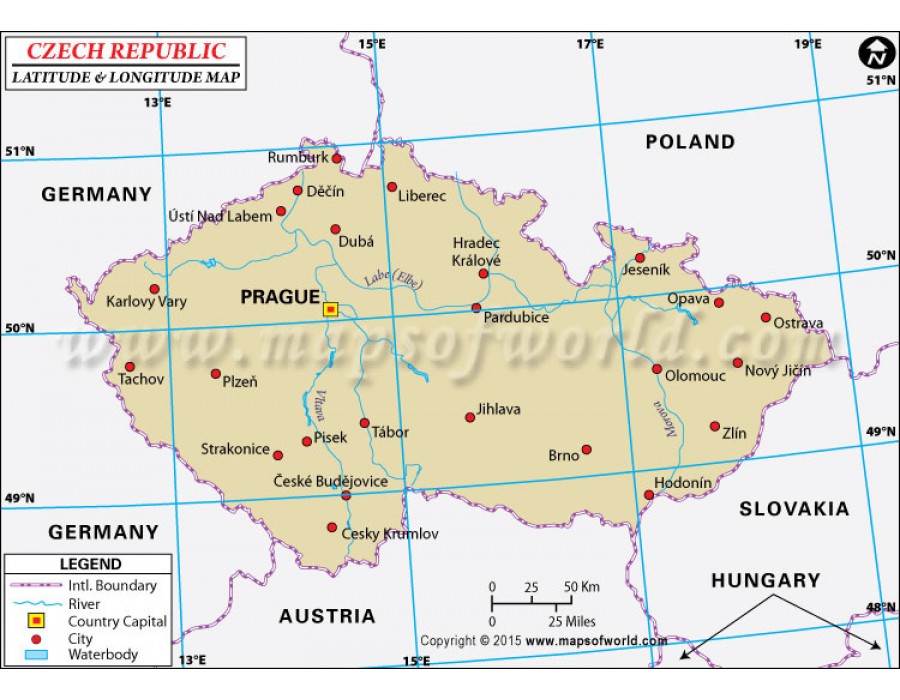 CZECH REPUBLIC
LATITUDE & LONGITUDE MAP
15°E
17°E
19°E
N
51°N
13°E
51°N
POLAND
GERMANY
Rumburk
Děčín
Liberec
Ústí Nad Labem
Dubá
Hradec
Králové
50°N
Jeseník
Labe (Elbe)
Karlovy Vary
PRAGUE
Opava
Pardubice
Ostrava
50°N
www.mapsofworld.com
Tachov
Plzeň
Olomouc
Nový Jičín
Vltava
Jihlava
Morava
Tábor
Zlín
49°N
Pisek
Strakonice
Brno
České Budějovice
Hodonín
49°N
SLOVAKIA
GERMANY
Cesky Krumlov
LEGEND
Intl. Boundary
River
Country Capital
City
Waterbody
HUNGARY
0 25 50 Km
0 25 Miles
48°N
AUSTRIA
Copyright © 2015 www.mapsofworld.com
13°E
15°E